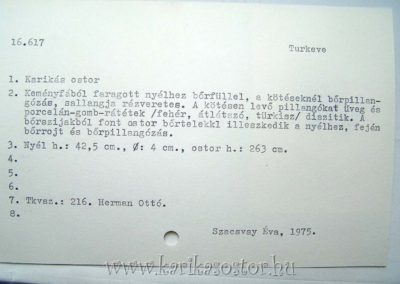 16.617 Turkeve
1. Karikás ostor
2. Keményfából faragott nyélhez bőrfüllel, a kötéseknél bőrpillan-
gózás, sallangja rézveretes. A kötésen levő pillangókat üveg és
porcelán-gomb-rátétek /fehér, átlátszó, türkisz/ díszítik. A
bőrszíjakból font ostor bőrtelekkl illeszkedik a nyélhez, fején
bőrrojt és bőrpillangózás.
3. Nyél h: 42,5 cm., Ø: 4 cm., ostor h.: 263 cm.
4.
5.
6.
7. Tkvsz.: 216. Herman Ottó.
8.
Szacsvay Éva, 1975.
www.karikasostor.hu